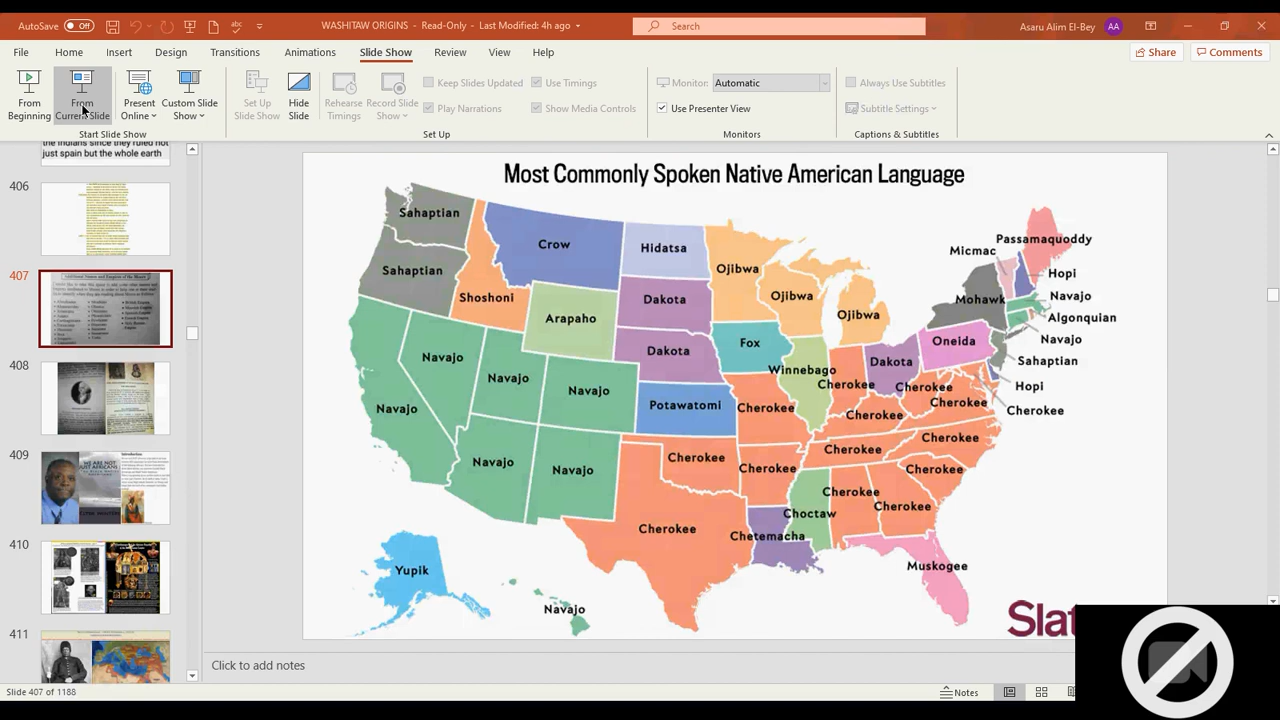 AutoSave Off
WASHITAW ORIGINS - Read-Only - Last Modified: 4h ago
Search
Asaru Alim El-Bey AA
File Home Insert Design Transitions Animations Slide Show Review View Help
Share Comments
From Beginning
From Current Slide
Present Online
Custom Slide Show
Start Slide Show
Set Up Slide Show
Hide Slide
Rehearse Timings
Record Slide Show
Keep Slides Updated
Play Narrations
Use Timings
Show Media Controls
Set Up
Monitor: Automatic
Use Presenter View
Monitors
Always Use Subtitles
Subtitle Settings
Captions & Subtitles
the Indians since they ruled not
just spain but the whole earth
406
407
408
409
410
411
Most Commonly Spoken Native American Language
Sahaptian
Sahaptian
Crow
Hidatsa
Ojibwa
Micmac
Passamaquoddy
Shoshoni
Dakota
Ojibwa
Ojibwa
Mohawk
Hopi
Navajo
Algonquian
Arapaho
Dakota
Fox
Oneida
Navajo
Navajo
Navajo
Navajo
Winnebago
Dakota
Sahaptian
Navajo
Potawatomi
Cherokee
Cherokee
Cherokee
Cherokee
Hopi
Cherokee
Cherokee
Cherokee
Navajo
Navajo
Cherokee
Cherokee
Cherokee
Cherokee
Cherokee
Cherokee
Cherokee
Choctaw
Cherokee
Chetemacha
Muskogee
Yupik
Navajo
Click to add notes
Slide 407 of 1188
Notes